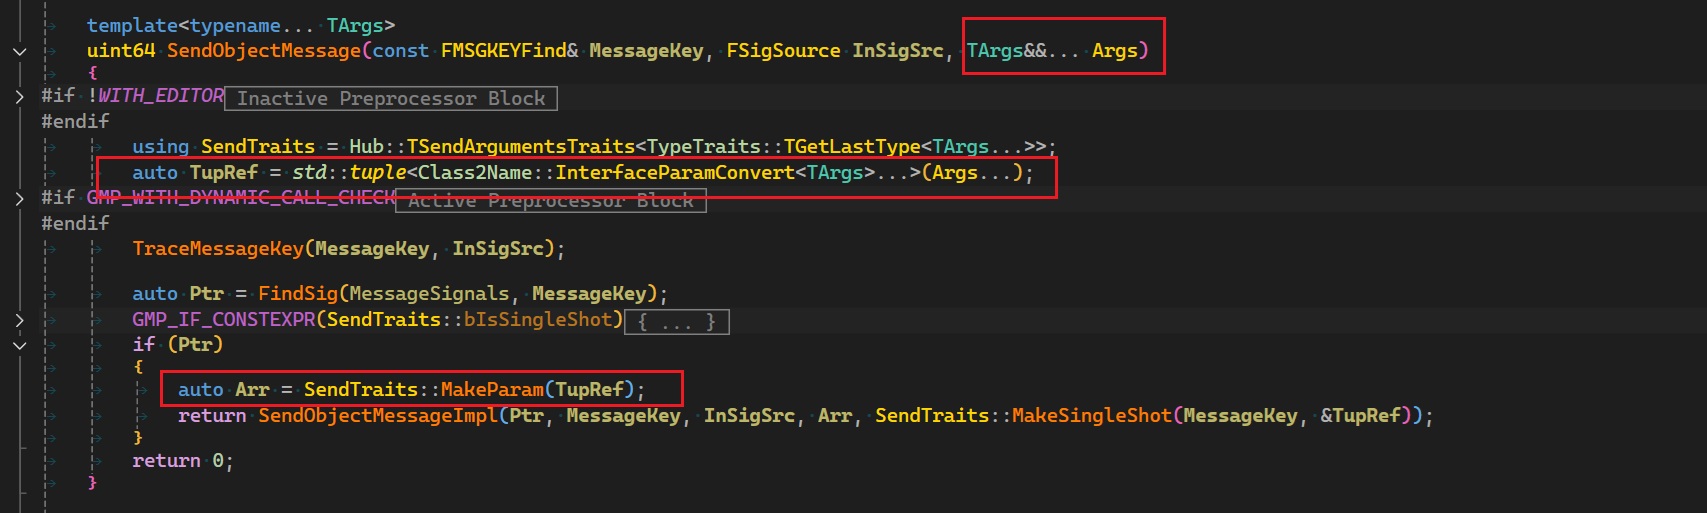 template<typename... TArgs>
uint64 SendObjectMessage(const FMSGKEYFind& MessageKey, FSigSource InSigSrc, TArgs&&... Args)
{
#if !WITH_EDITOR Inactive Preprocessor Block
#endif
using SendTraits = Hub::TSendArgumentsTraits<TypeTraits::TGetLastType<TArgs...>>;
auto TupRef = std::tuple<Class2Name::InterfaceParamConvert<TArgs>...>(Args...);
#if GMP_WITH_DYNAMIC_CALL_CHECK Active Preprocessor Block
#endif
TraceMessageKey(MessageKey, InSigSrc);
auto Ptr = FindSig(MessageSignals, MessageKey);
GMP_IF_CONSTEXPR(SendTraits::bIsSingleShot) { ... }
if (Ptr)
{
auto Arr = SendTraits::MakeParam(TupRef);
return SendObjectMessageImpl(Ptr, MessageKey, InSigSrc, Arr, SendTraits::MakeSingleShot(MessageKey, &TupRef));
}
return 0;
}